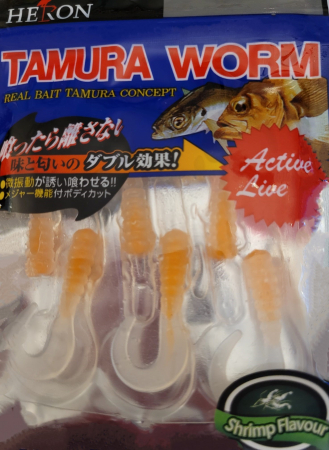 HERON
TAMURA WORM
REAL BAIT TAMURA CONCEPT
喰ったら離さない
味と匂いのダブル効果!
●微振動が誘い喰わせる!!
●メジャー機能付ボディカット
Active
Live
Shrimp Flavour